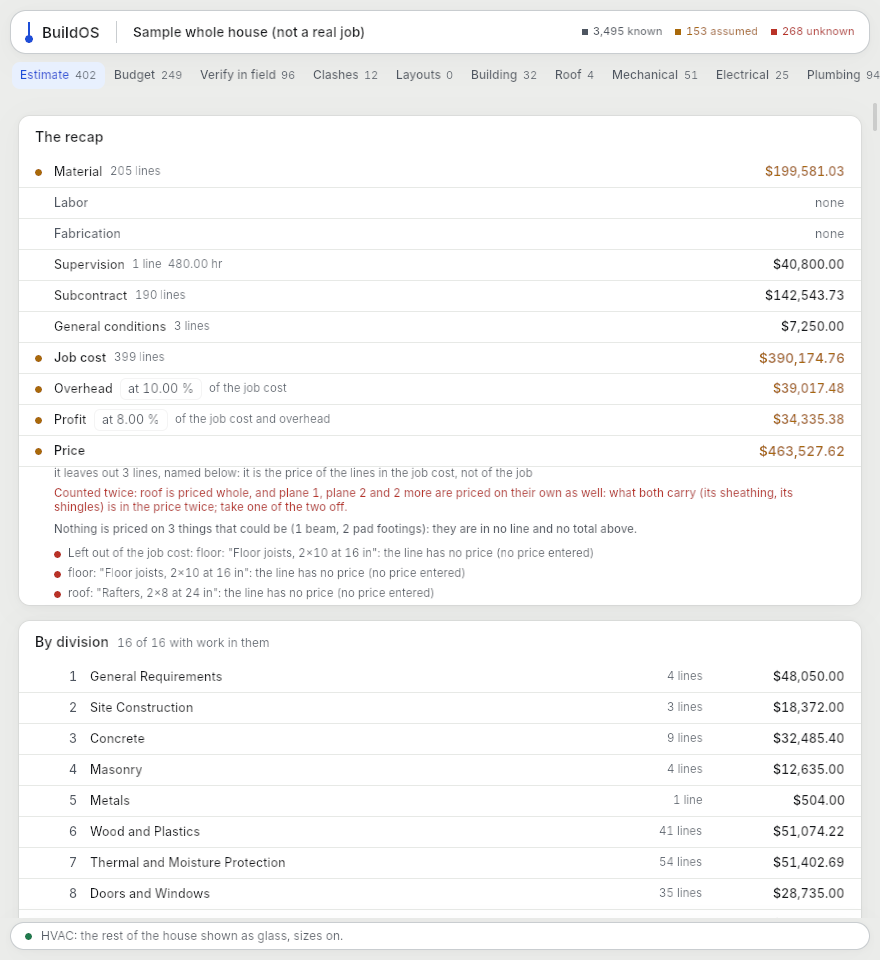 BuildOS
Sample whole house (not a real job)
3,495 known 153 assumed 268 unknown
Estimate 402 Budget 249 Verify in field 96 Clashes 12 Layouts 0 Building 32 Roof 4 Mechanical 51 Electrical 25 Plumbing 94
The recap
Material 205 lines $199,581.03
Labor none
Fabrication none
Supervision 1 line 480.00 hr $40,800.00
Subcontract 190 lines $142,543.73
General conditions 3 lines $7,250.00
Job cost 399 lines $390,174.76
Overhead at 10.00 % of the job cost $39,017.48
Profit at 8.00 % of the job cost and overhead $34,335.38
Price $463,527.62
it leaves out 3 lines, named below: it is the price of the lines in the job cost, not of the job
Counted twice: roof is priced whole, and plane 1, plane 2 and 2 more are priced on their own as well: what both carry (its sheathing, its
shingles) is in the price twice; take one of the two off.
Nothing is priced on 3 things that could be (1 beam, 2 pad footings): they are in no line and no total above.
Left out of the job cost: floor: "Floor joists, 2×10 at 16 in": the line has no price (no price entered)
floor: "Floor joists, 2×10 at 16 in": the line has no price (no price entered)
roof: "Rafters, 2×8 at 24 in": the line has no price (no price entered)
By division 16 of 16 with work in them
1 General Requirements 4 lines $48,050.00
2 Site Construction 3 lines $18,372.00
3 Concrete 9 lines $32,485.40
4 Masonry 4 lines $12,635.00
5 Metals 1 line $504.00
6 Wood and Plastics 41 lines $51,074.22
7 Thermal and Moisture Protection 54 lines $51,402.69
8 Doors and Windows 35 lines $28,735.00
HVAC: the rest of the house shown as glass, sizes on.